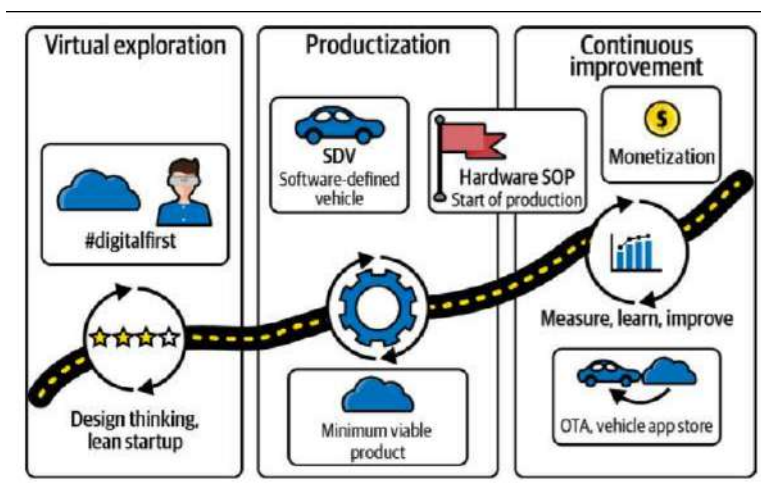 Virtual exploration
#digitalfirst
Design thinking,
lean startup
Productization
SDV
Software-defined
vehicle
Hardware SOP
Start of production
Minimum viable
product
Continuous
improvement
$
Monetization
Measure, learn, improve
OTA, vehicle app store